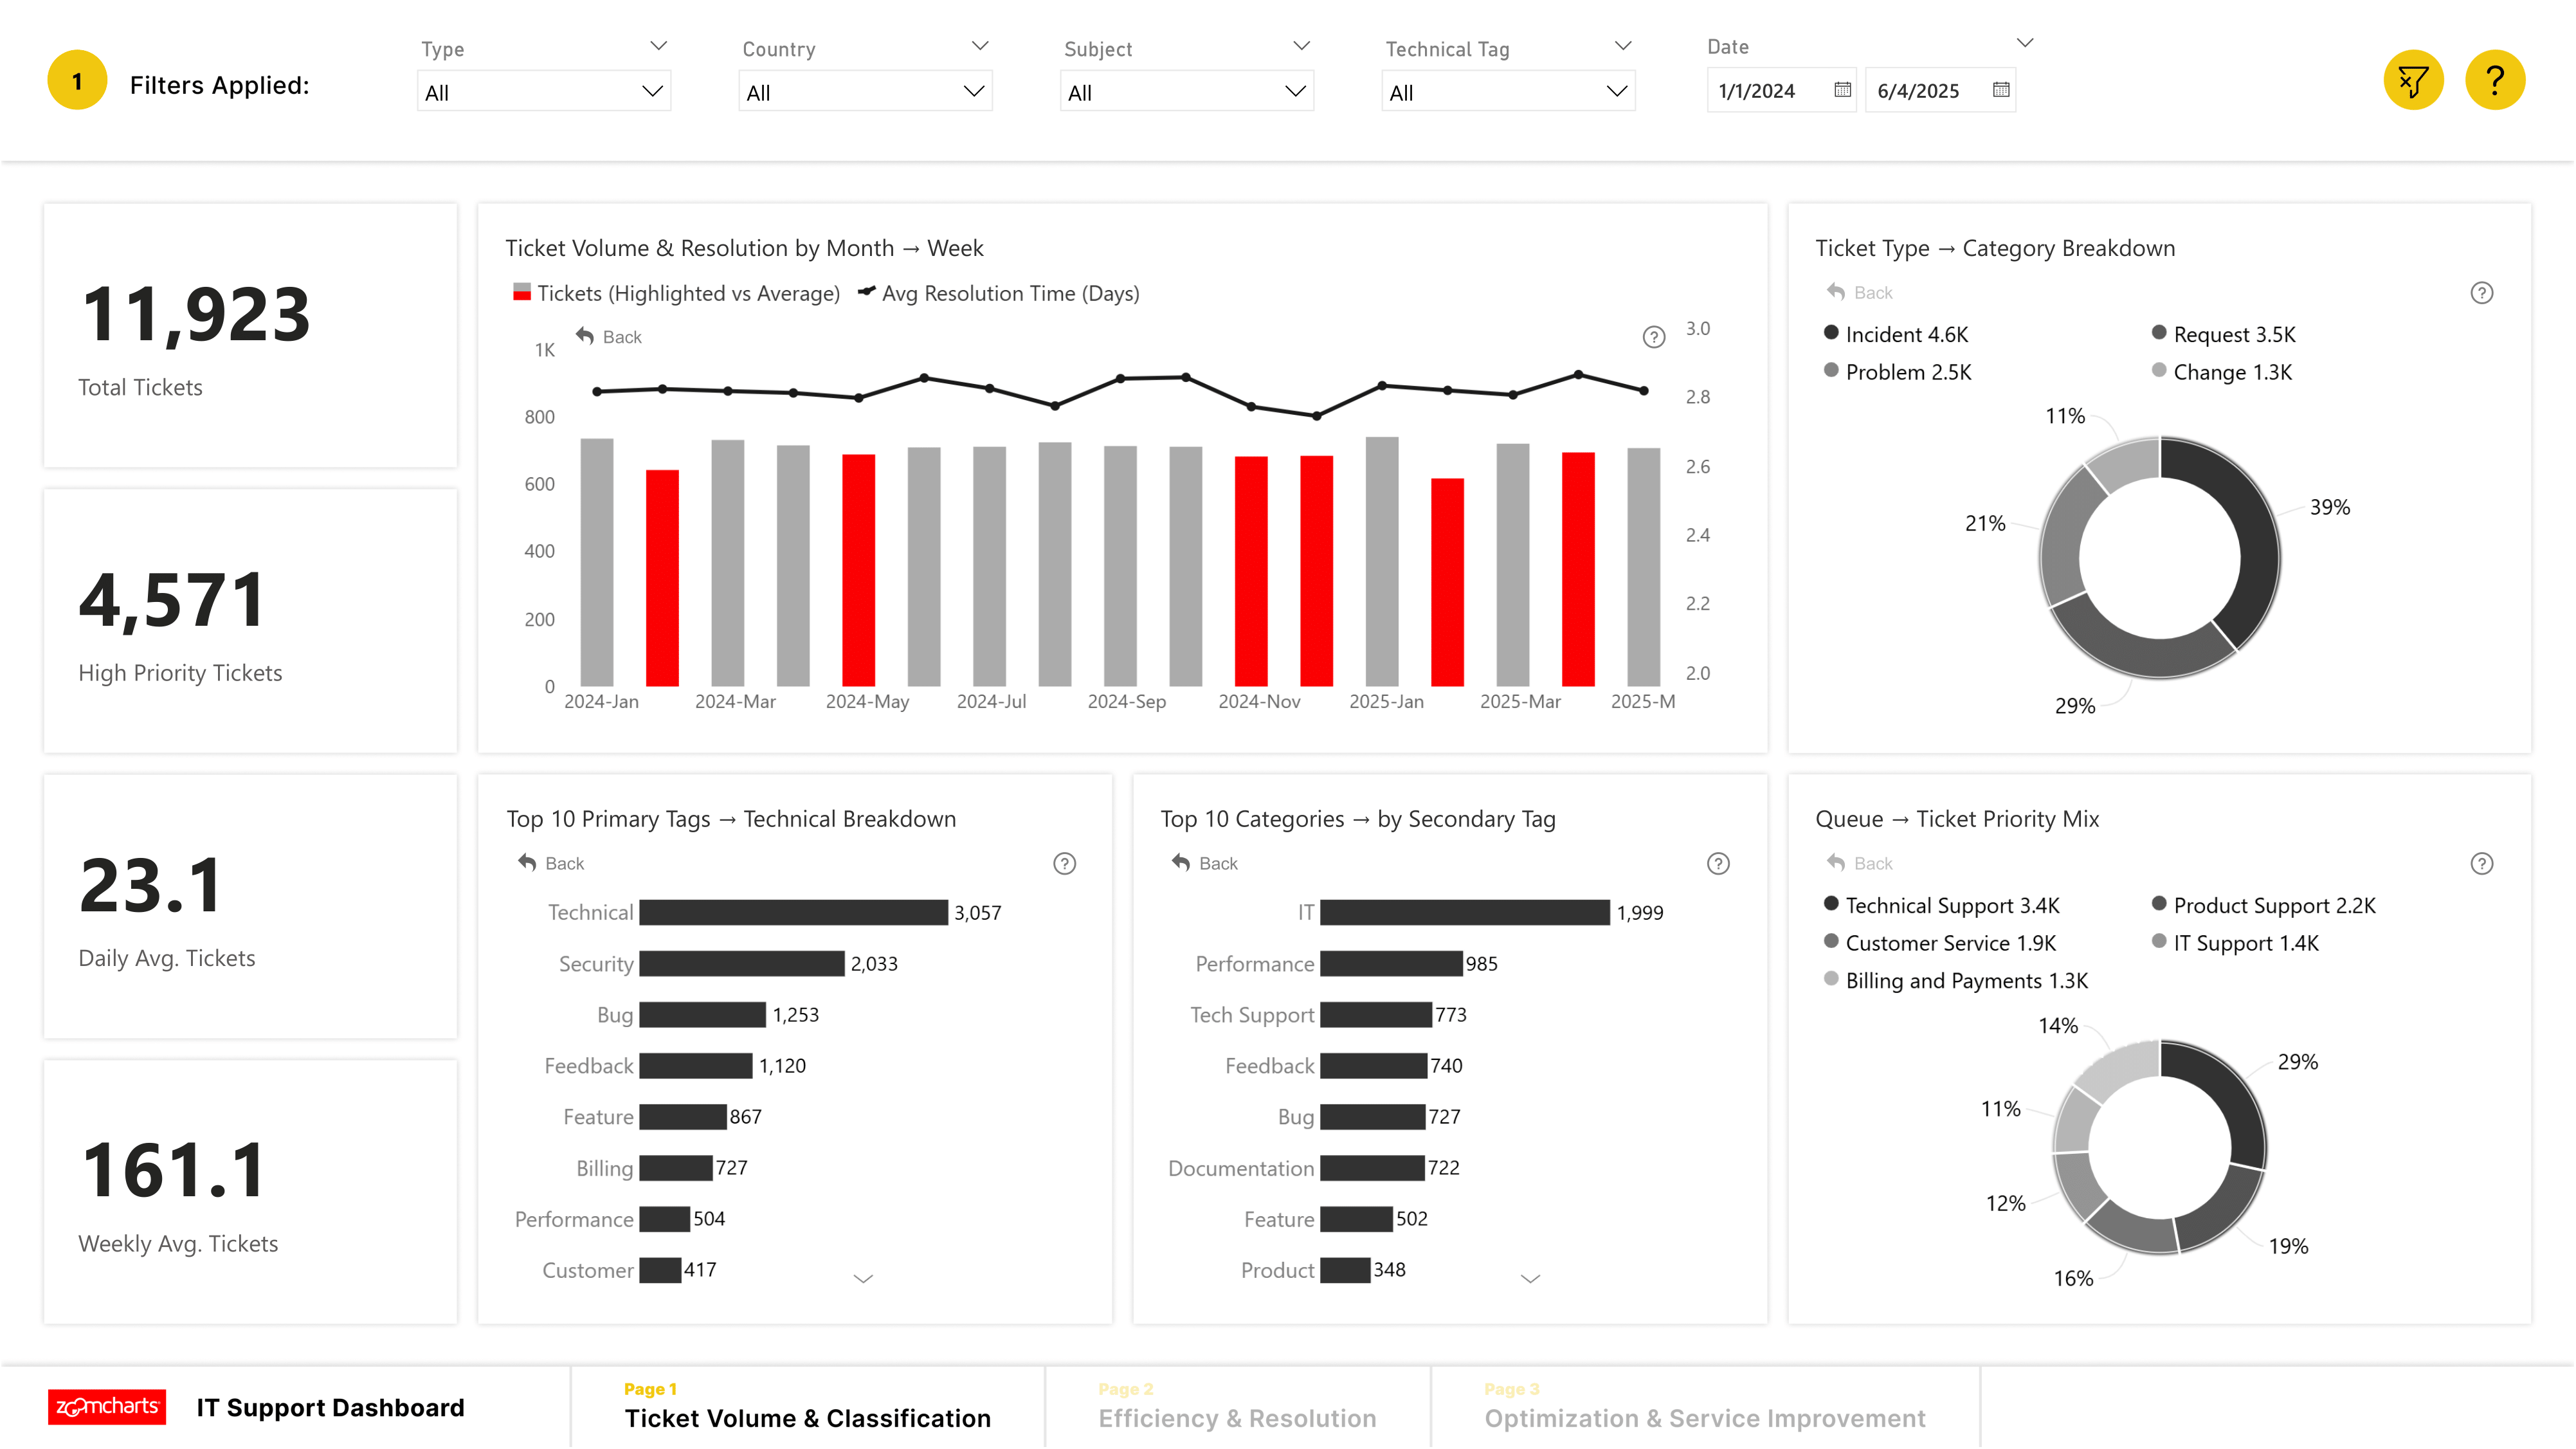 1
Filters Applied:
Type
All
Country
All
Subject
All
Technical Tag
All
Date
1/1/2024
6/4/2025
?
11,923
Total Tickets
4,571
High Priority Tickets
23.1
Daily Avg. Tickets
161.1
Weekly Avg. Tickets
Ticket Volume & Resolution by Month → Week
Tickets (Highlighted vs Average)
Avg Resolution Time (Days)
Back
?
1K
800
600
400
200
0
3.0
2.8
2.6
2.4
2.2
2.0
2024-Jan
2024-Mar
2024-May
2024-Jul
2024-Sep
2024-Nov
2025-Jan
2025-Mar
2025-M
Ticket Type → Category Breakdown
Back
?
Incident 4.6K
Request 3.5K
Problem 2.5K
Change 1.3K
11%
39%
21%
29%
Top 10 Primary Tags → Technical Breakdown
Back
?
Technical 3,057
Security 2,033
Bug 1,253
Feedback 1,120
Feature 867
Billing 727
Performance 504
Customer 417
Top 10 Categories → by Secondary Tag
Back
?
IT 1,999
Performance 985
Tech Support 773
Feedback 740
Bug 727
Documentation 722
Feature 502
Product 348
Queue → Ticket Priority Mix
Back
?
Technical Support 3.4K
Product Support 2.2K
Customer Service 1.9K
IT Support 1.4K
Billing and Payments 1.3K
14%
29%
11%
12%
19%
16%
zoomcharts
IT Support Dashboard
Page 1
Ticket Volume & Classification
Page 2
Efficiency & Resolution
Page 3
Optimization & Service Improvement